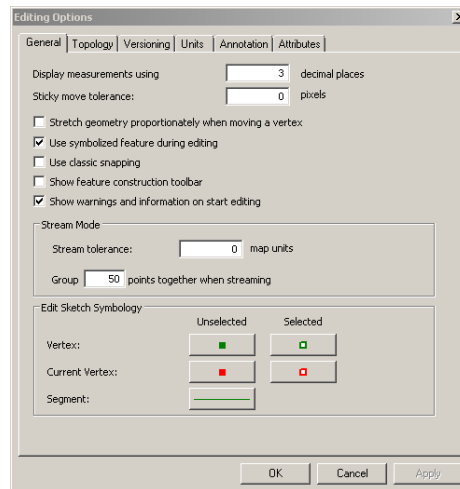 Editing Options
General Topology Versioning Units Annotation Attributes
Display measurements using 3 decimal places
Sticky move tolerance: 0 pixels
Stretch geometry proportionately when moving a vertex
Use symbolized feature during editing
Use classic snapping
Show feature construction toolbar
Show warnings and information on start editing
Stream Mode
Stream tolerance: 0 map units
Group 50 points together when streaming
Edit Sketch Symbology
Unselected Selected
Vertex:
Current Vertex:
Segment:
OK Cancel Apply